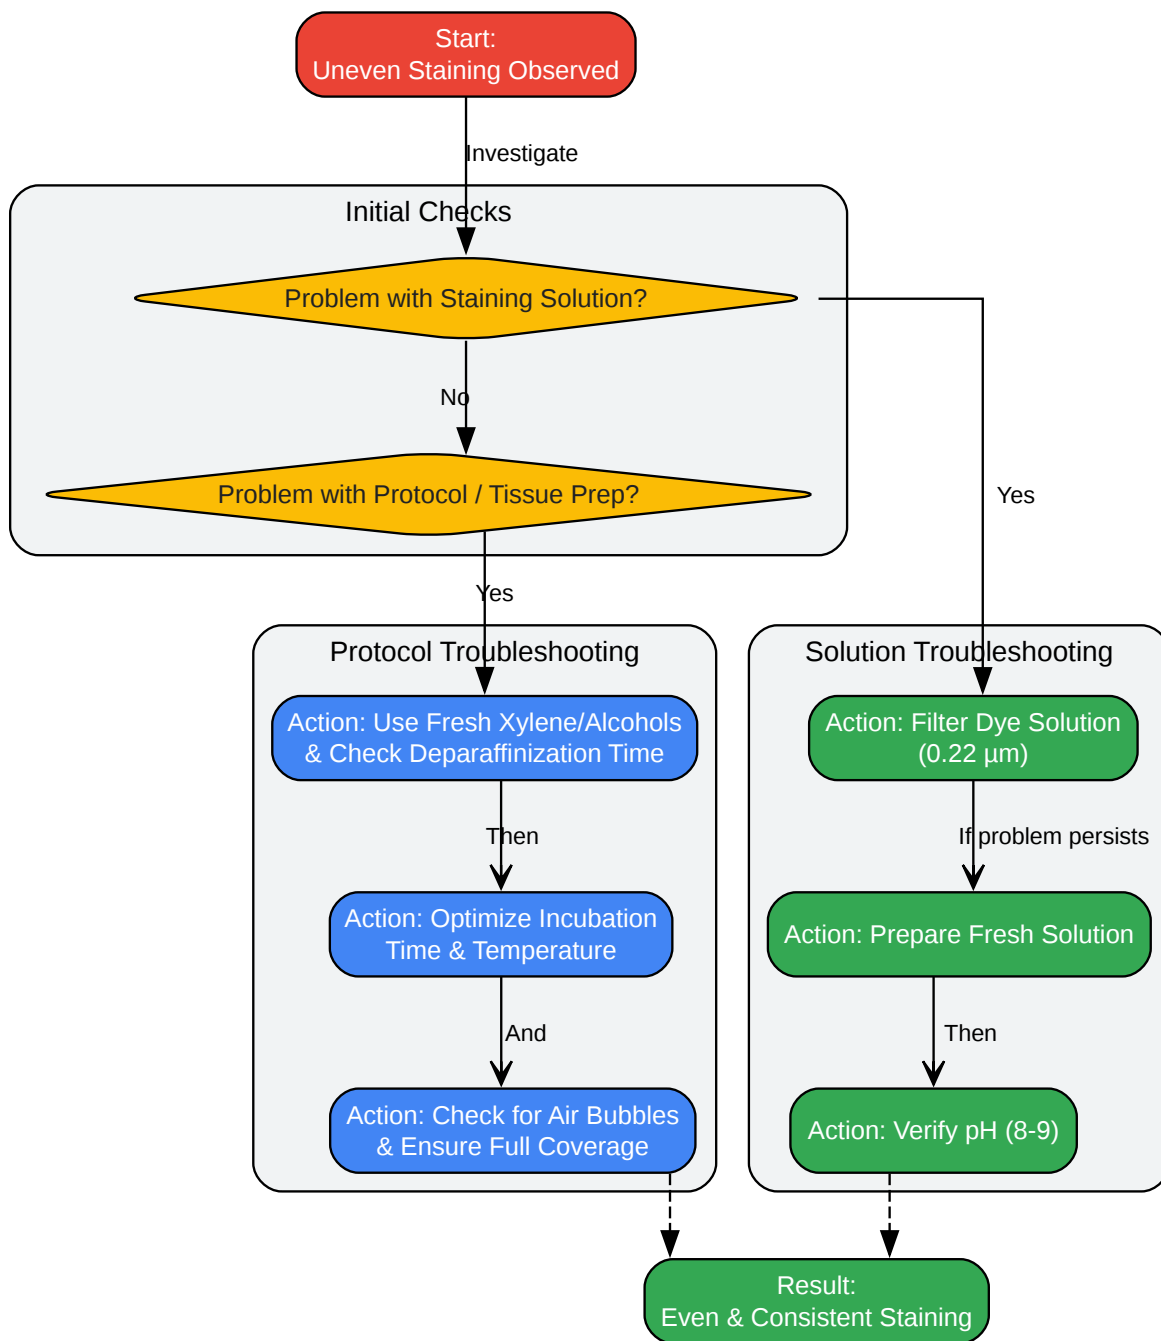 Start:
Uneven Staining Observed
Investigate
Initial Checks
Problem with Staining Solution?
No
Problem with Protocol / Tissue Prep?
Yes
Yes
Protocol Troubleshooting
Action: Use Fresh Xylene/Alcohols
& Check Deparaffinization Time
Then
Action: Optimize Incubation
Time & Temperature
And
Action: Check for Air Bubbles
& Ensure Full Coverage
Solution Troubleshooting
Action: Filter Dye Solution
(0.22 µm)
If problem persists
Action: Prepare Fresh Solution
Then
Action: Verify pH (8-9)
Result:
Even & Consistent Staining